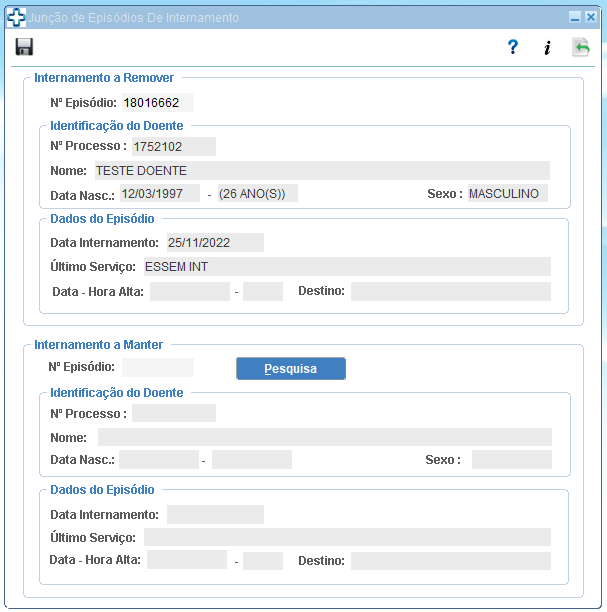 Junção de Episódios De Internamento
? i
Internamento a Remover
Nº Episódio: 18016662
Identificação do Doente
Nº Processo : 1752102
Nome: TESTE DOENTE
Data Nasc.: 12/03/1997 - (26 ANO(S)) Sexo : MASCULINO
Dados do Episódio
Data Internamento: 25/11/2022
Último Serviço: ESSEM INT
Data - Hora Alta: - Destino:
Internamento a Manter
Nº Episódio: Pesquisa
Identificação do Doente
Nº Processo :
Nome:
Data Nasc.: - Sexo :
Dados do Episódio
Data Internamento:
Último Serviço:
Data - Hora Alta: - Destino: